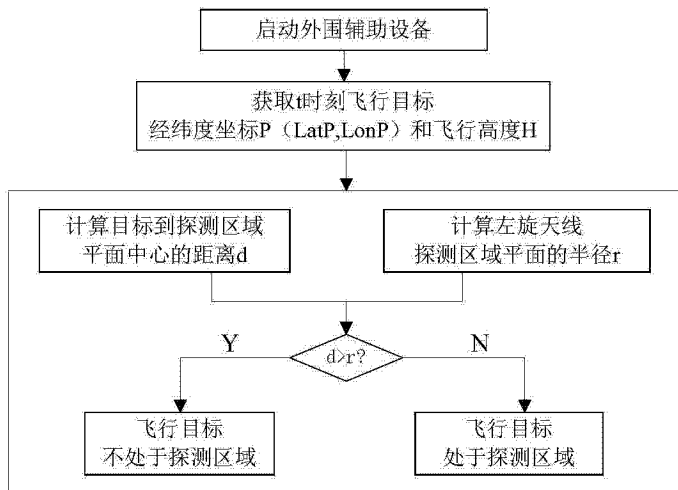 启动外围辅助设备
获取t时刻飞行目标
经纬度坐标P（LatP,LonP）和飞行高度H
计算目标到探测区域
平面中心的距离d
计算左旋天线
探测区域平面的半径r
d>r?
Y
N
飞行目标
不处于探测区域
飞行目标
处于探测区域